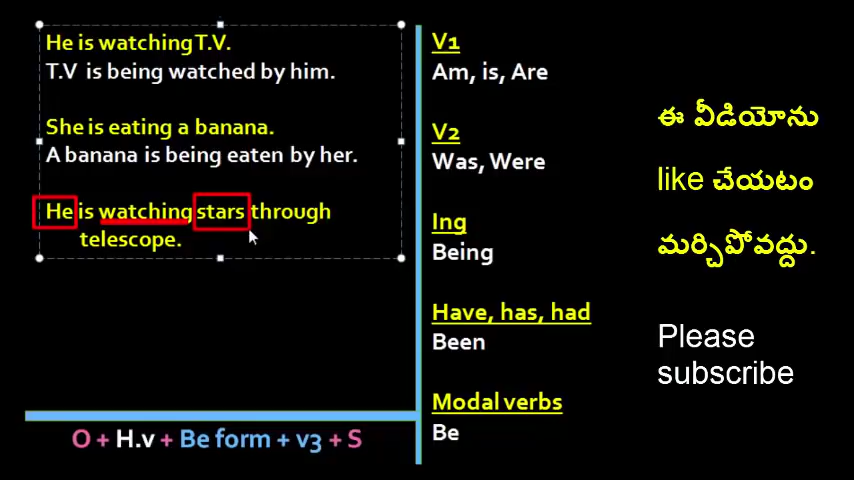 He is watching T.V.
T.V is being watched by him.
She is eating a banana.
A banana is being eaten by her.
He is watching stars through
telescope.
O + H.v + Be form + v3 + S
V1
Am, is, Are
V2
Was, Were
Ing
Being
Have, has, had
Been
Modal verbs
Be
ఈ వీడియోను
like చేయటం
మర్చిపోవద్దు.
Please
subscribe